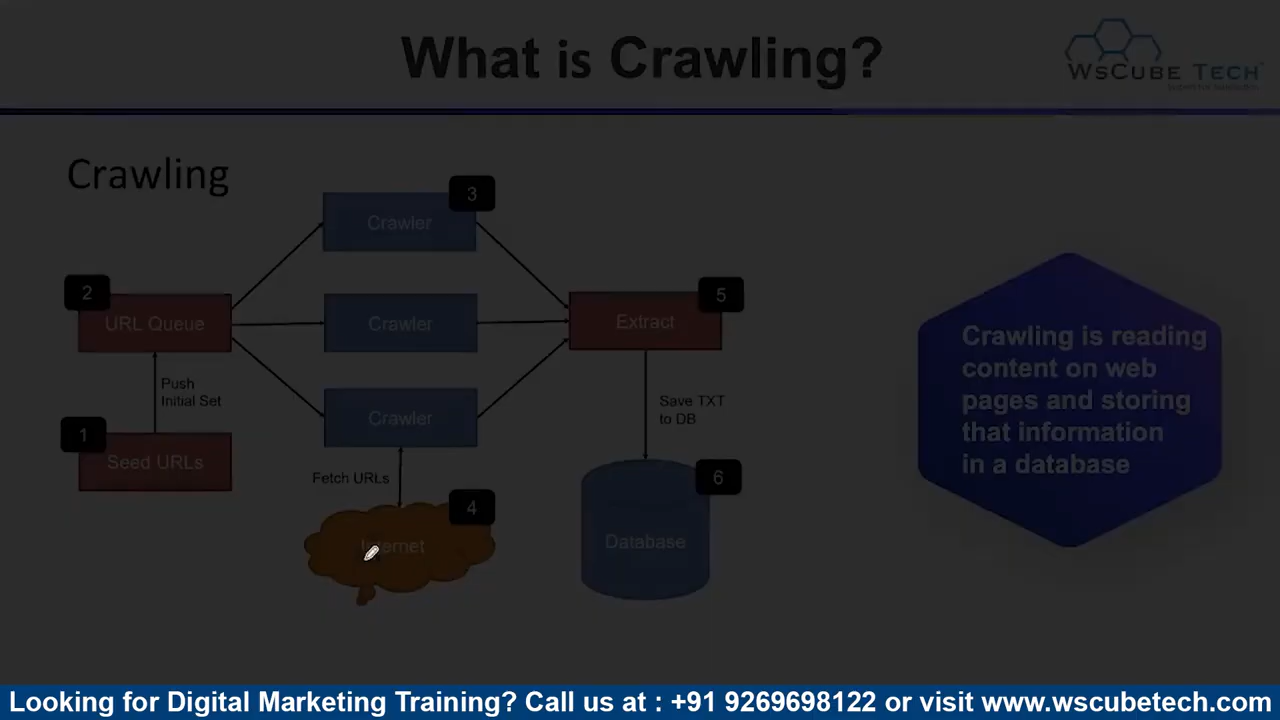 What is Crawling?
WsCube Tech
Crawling
3
Crawler
2
URL Queue
Crawler
5
Extract
Push
Initial Set
Crawler
Save TXT
to DB
1
Seed URLs
Fetch URLs
4
Internet
6
Database
Crawling is reading
content on web
pages and storing
that information
in a database
Looking for Digital Marketing Training? Call us at : +91 9269698122 or visit www.wscubetech.com